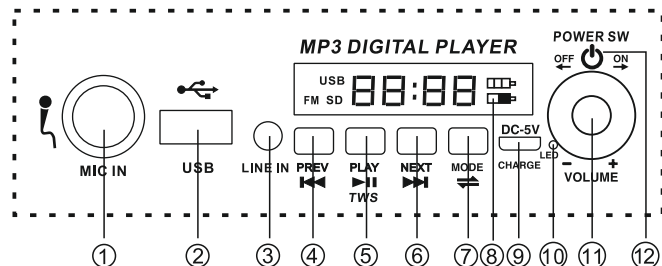 POWER SW
OFF ON
MP3 DIGITAL PLAYER
USB 88:88
FM SD
DC-5V
MIC IN USB LINE IN PREV PLAY NEXT MODE CHARGE LED - +
VOLUME
TWS
① ② ③ ④ ⑤ ⑥ ⑦ ⑧ ⑨ ⑩ ⑪ ⑫